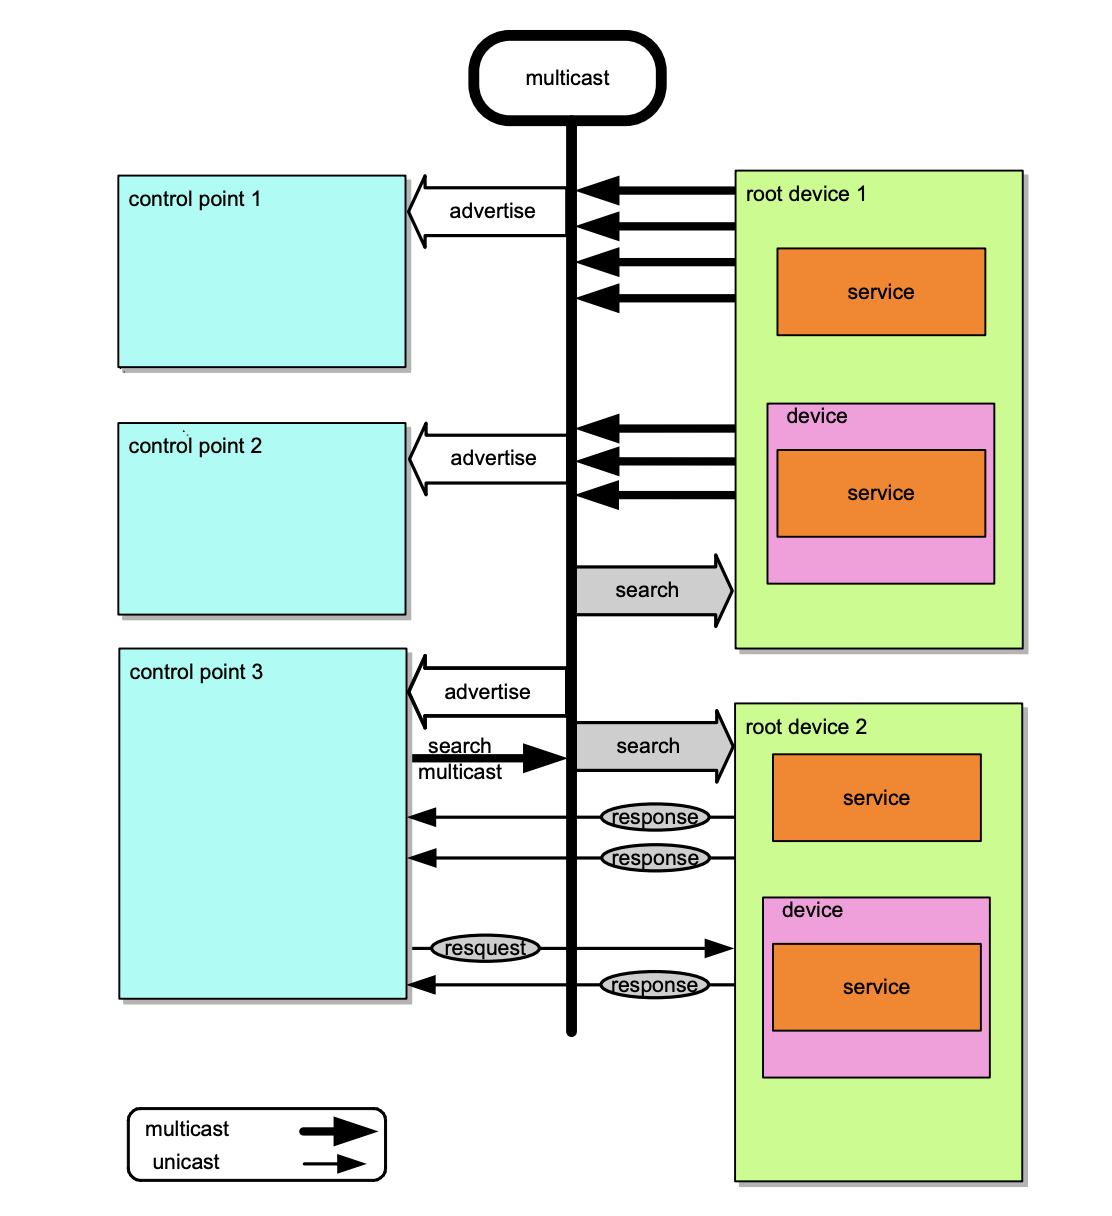 multicast
control point 1
advertise
root device 1
service
control point 2
advertise
device
service
search
control point 3
advertise
search
multicast
search
root device 2
service
response
response
device
resquest
service
response
multicast
unicast